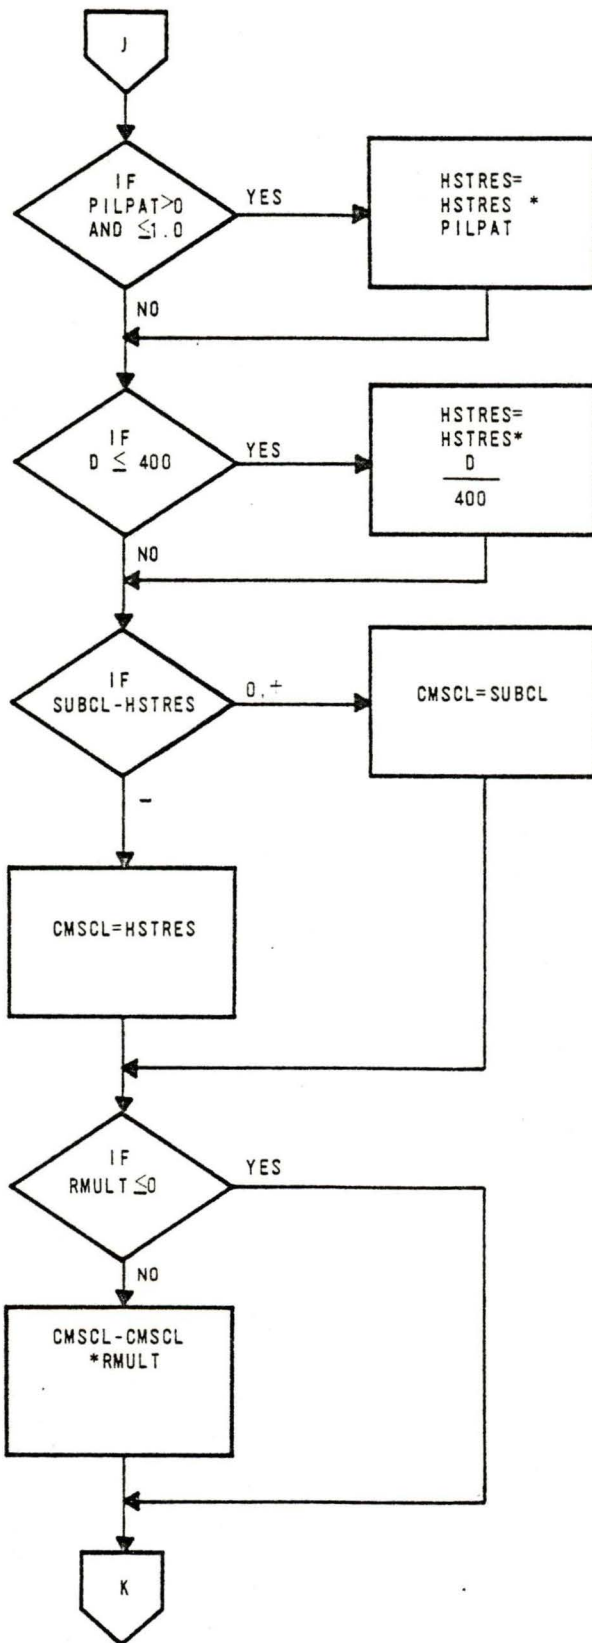 J
IF
PILPAT>0
AND ≤1.0
YES
HSTRES=
HSTRES *
PILPAT
NO
IF
D ≤ 400
YES
HSTRES=
HSTRES*
D
400
NO
IF
SUBCL-HSTRES
0,+
CMSCL=SUBCL
-
CMSCL=HSTRES
IF
RMULT ≤0
YES
NO
CMSCL-CMSCL
*RMULT
K